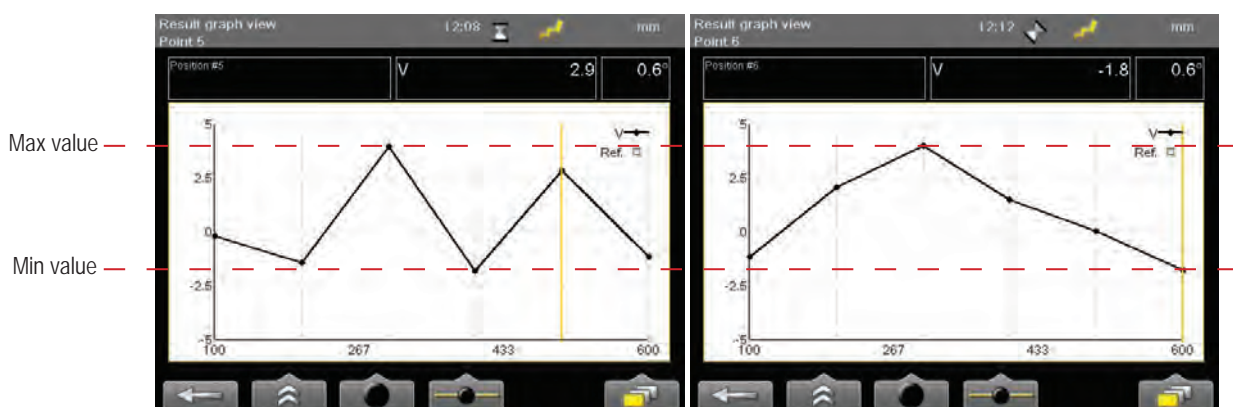 Result graph view
Point 5
12:08
mm
Position #5
V
2.9
0.6°
5
2.5
0
-2.5
-5
V
Ref.
100
267
433
600
Max value
Min value
Result graph view
Point 6
12:12
mm
Position #6
V
-1.8
0.6°
5
2.5
0
-2.5
-5
V
Ref.
100
267
433
600